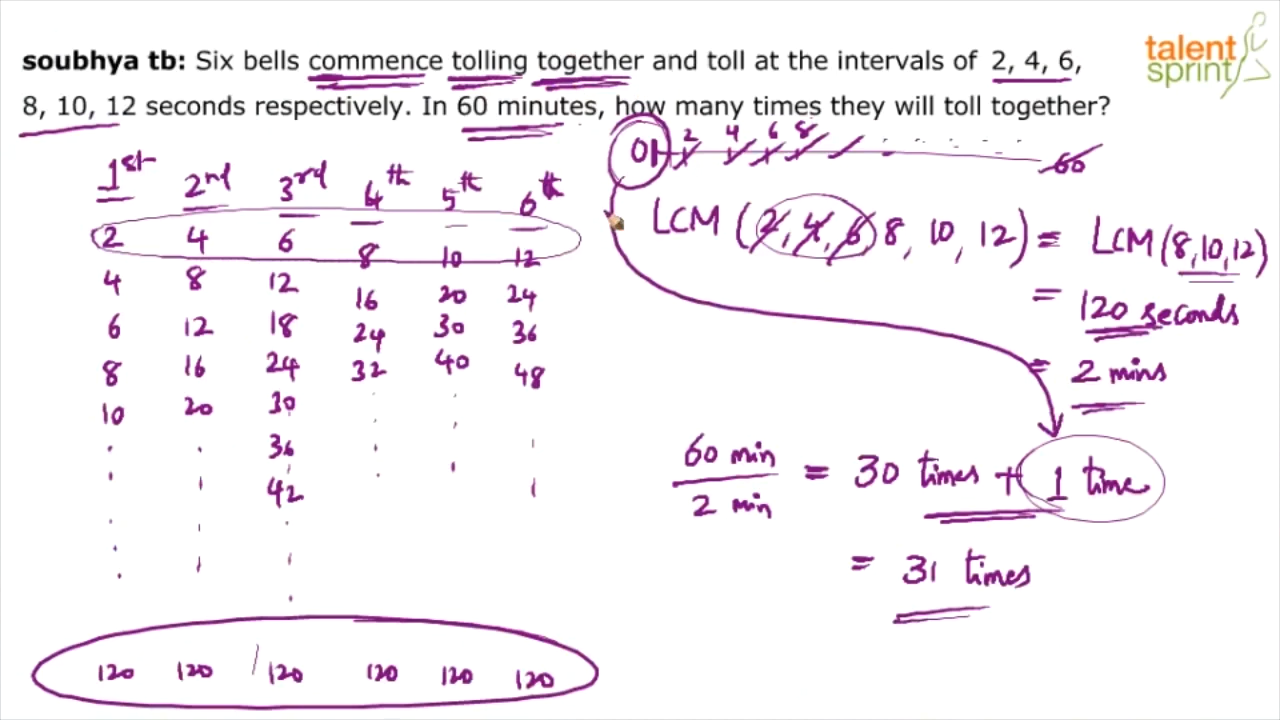 talent
sprint
soubhya tb: Six bells commence tolling together and toll at the intervals of 2, 4, 6,
8, 10, 12 seconds respectively. In 60 minutes, how many times they will toll together?
0 2 4 6 8 60
1st 2nd 3rd 4th 5th 6th
LCM (2, 4, 6, 8, 10, 12) = LCM (8, 10, 12)
2 4 6 8 10 12
4 8 12 16 20 24
= 120 seconds
6 12 18 24 30 36
8 16 24 32 40 48
= 2 mins
10 20 30
36
60 min
2 min
= 30 times + 1 time
42
= 31 times
120 120 120 120 120 120